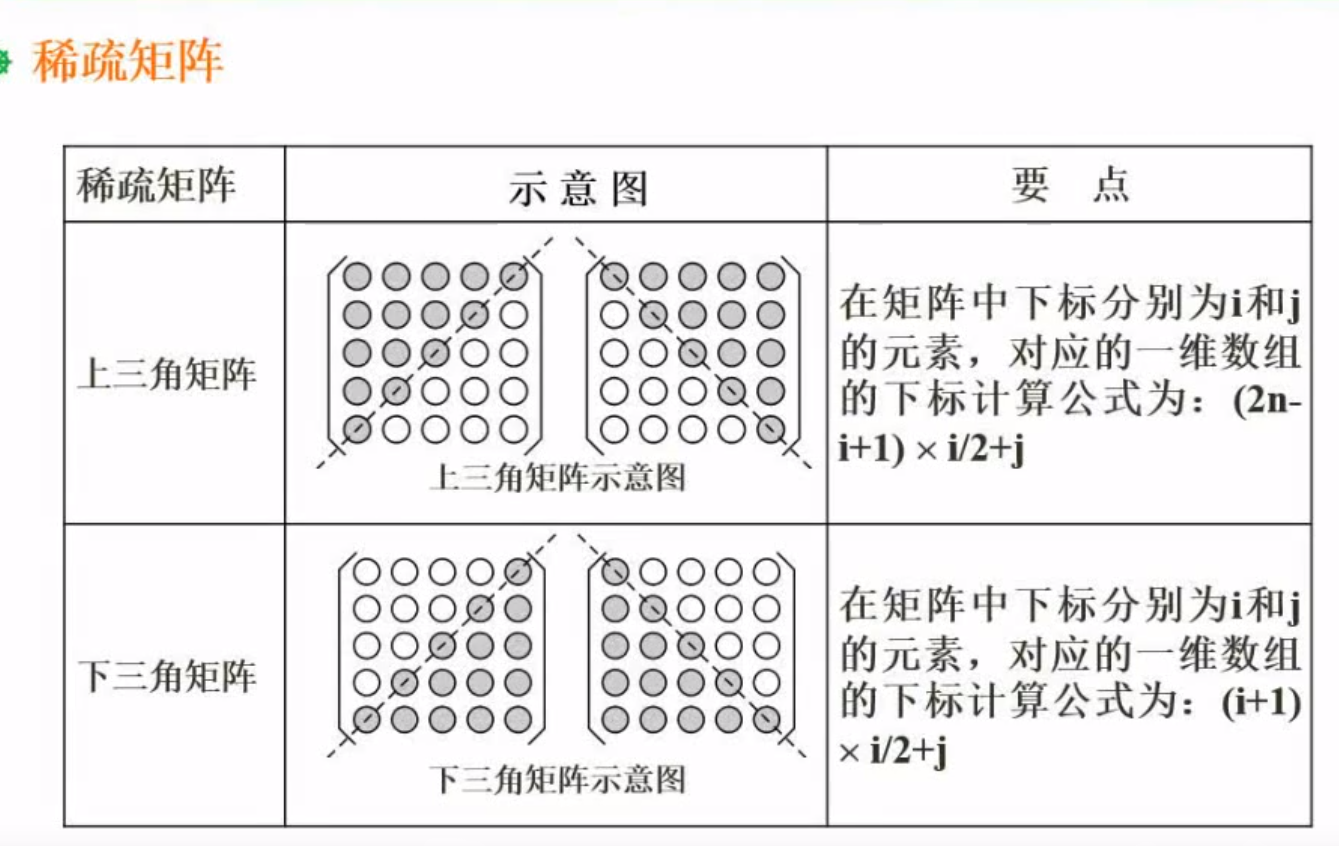 稀疏矩阵
稀疏矩阵
示意图
要 点
上三角矩阵
上三角矩阵示意图
在矩阵中下标分别为i和j
的元素，对应的一维数组
的下标计算公式为：(2n-
i+1) × i/2+j
下三角矩阵
下三角矩阵示意图
在矩阵中下标分别为i和j
的元素，对应的一维数组
的下标计算公式为：(i+1)
× i/2+j